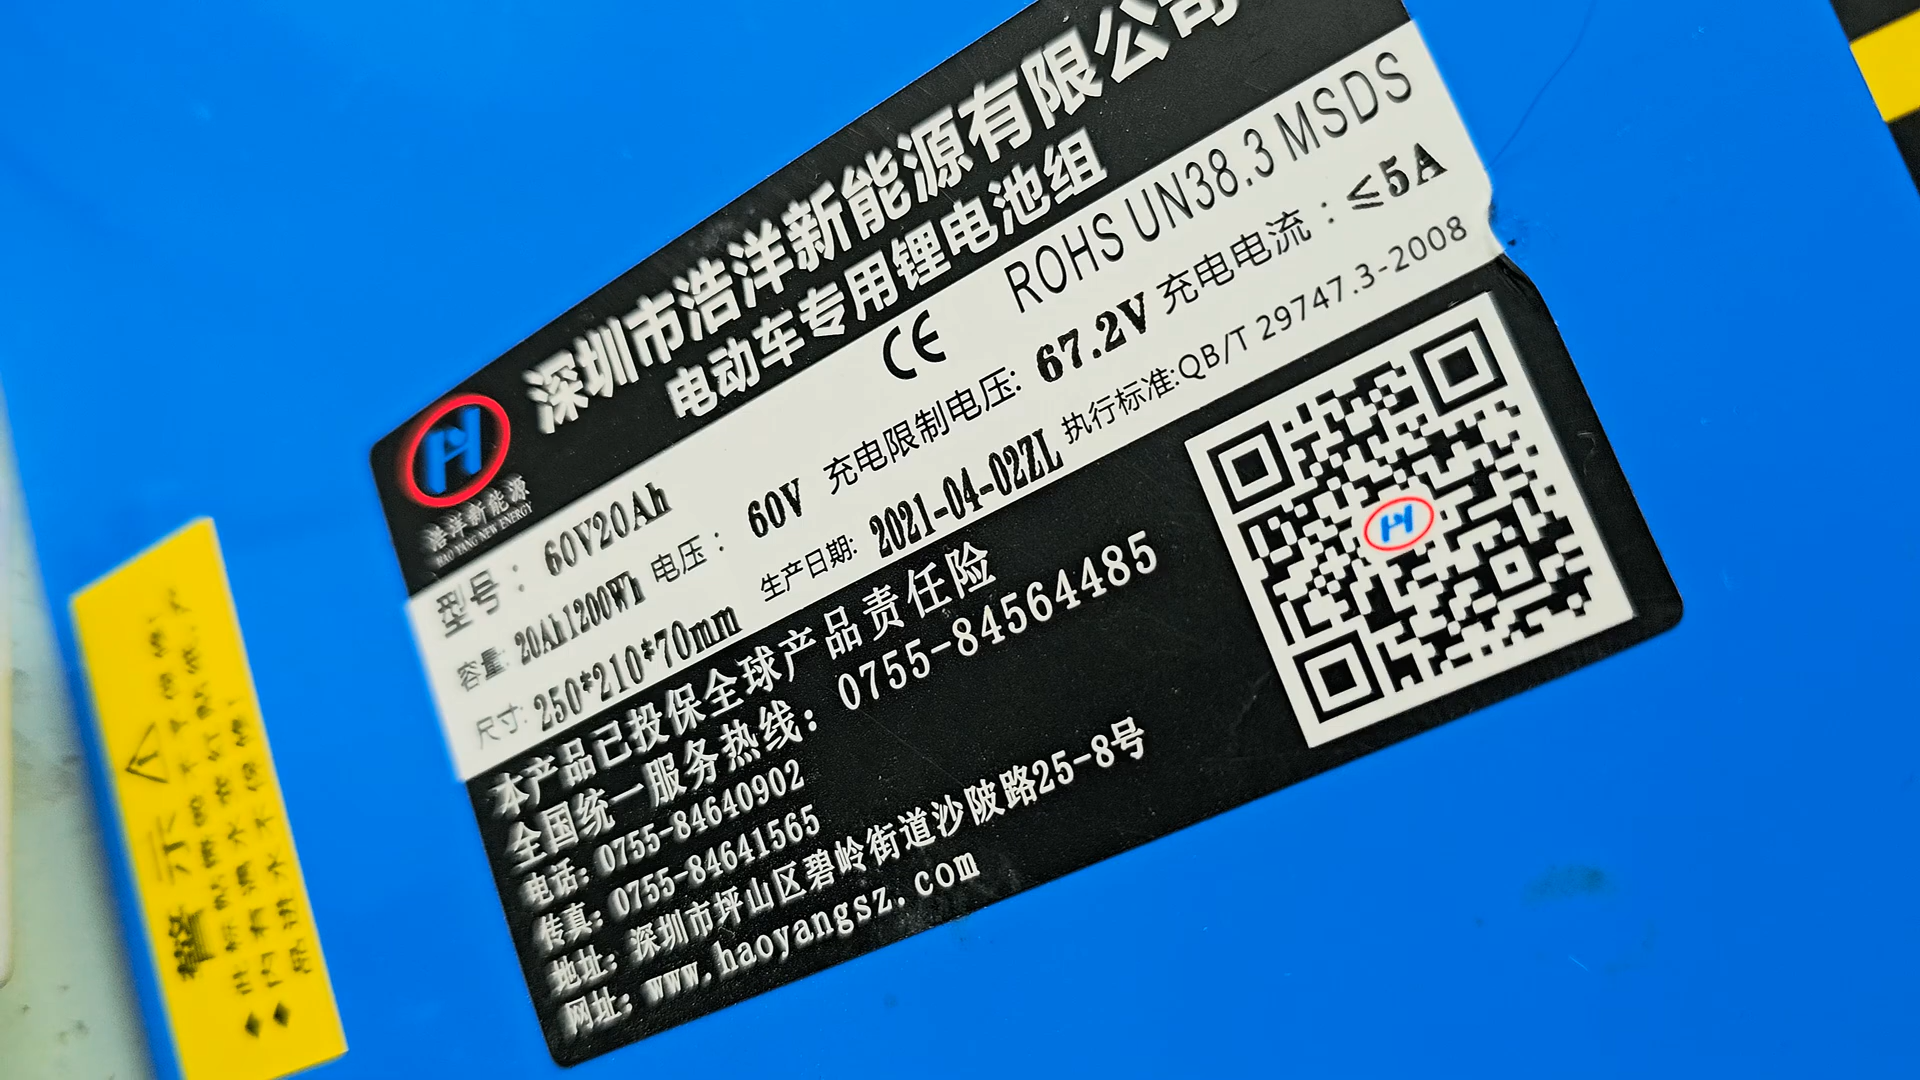 深圳市浩洋新能源有限公司
电动车专用锂电池组
浩洋新能源
HAO YANG NEW ENERGY
CE ROHS UN38.3 MSDS
型号：60V20Ah
容量: 20Ah1200Wh 电压：60V 充电限制电压: 67.2V 充电电流：≤5A
尺寸: 250*210*70mm 生产日期: 2021-04-02ZL 执行标准:QB/T 29747.3-2008
本产品已投保全球产品责任险
全国统一服务热线：0755-84564485
电话：0755-84640902
传真：0755-84641565
地址：深圳市坪山区碧岭街道沙陂路25-8号
网址：www.haoyangsz.com
警示